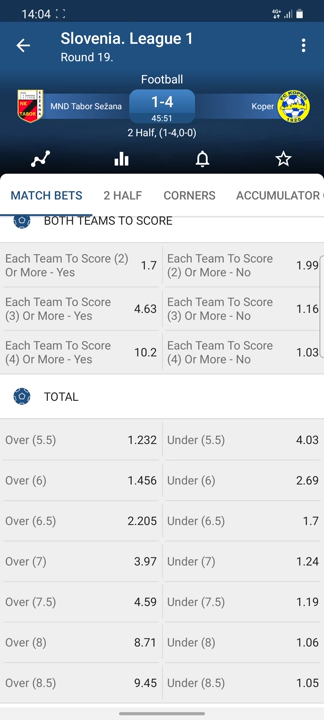 14:04
4G+
Slovenia. League 1
Round 19.
Football
NK TABOR
MND Tabor Sežana
1-4
Koper
45:51
2 Half, (1-4,0-0)
MATCH BETS
2 HALF
CORNERS
ACCUMULATOR
BOTH TEAMS TO SCORE
Each Team To Score (2) Or More - Yes
1.7
Each Team To Score (2) Or More - No
1.99
Each Team To Score (3) Or More - Yes
4.63
Each Team To Score (3) Or More - No
1.16
Each Team To Score (4) Or More - Yes
10.2
Each Team To Score (4) Or More - No
1.03
TOTAL
Over (5.5) 1.232 Under (5.5) 4.03
Over (6) 1.456 Under (6) 2.69
Over (6.5) 2.205 Under (6.5) 1.7
Over (7) 3.97 Under (7) 1.24
Over (7.5) 4.59 Under (7.5) 1.19
Over (8) 8.71 Under (8) 1.06
Over (8.5) 9.45 Under (8.5) 1.05